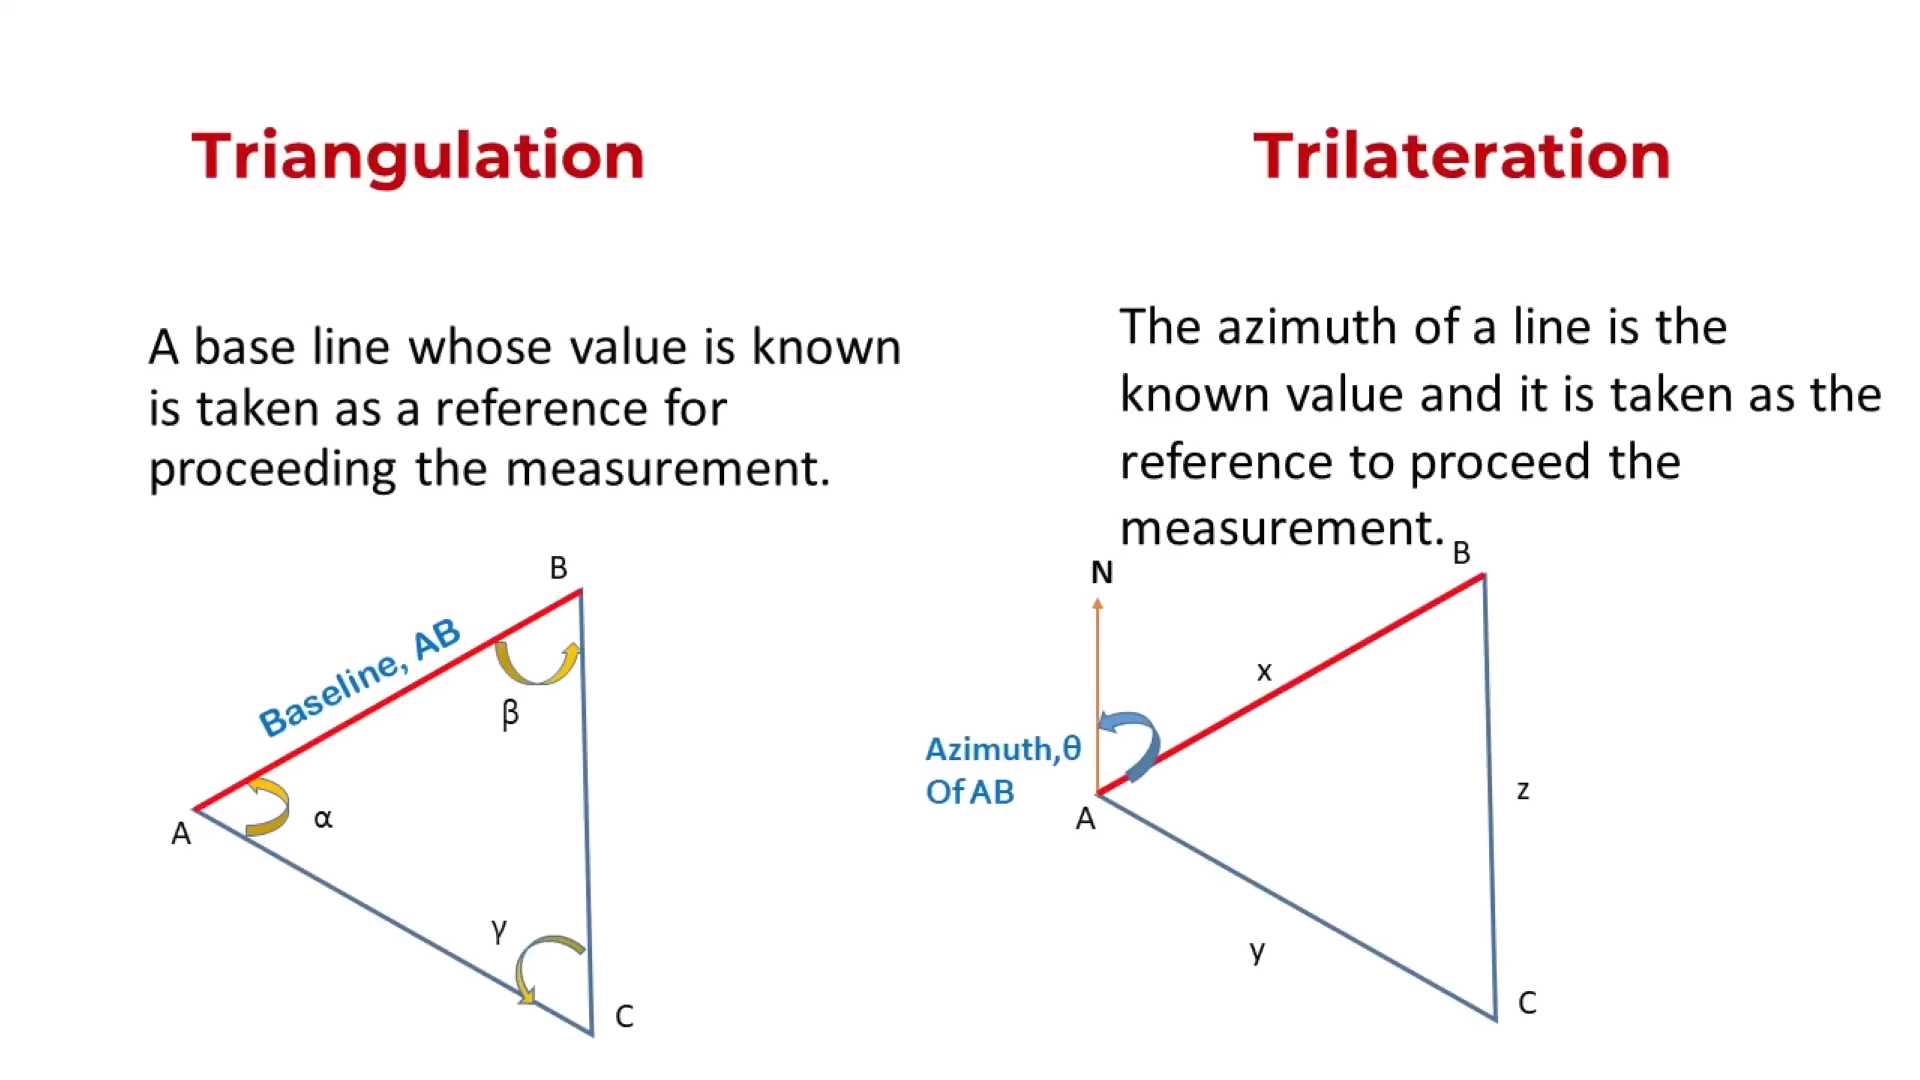 Triangulation
A base line whose value is known
is taken as a reference for
proceeding the measurement.
B
Baseline, AB
β
α
A
γ
C
Trilateration
The azimuth of a line is the
known value and it is taken as the
reference to proceed the
measurement.
B
N
x
Azimuth,θ
Of AB
A
z
y
C